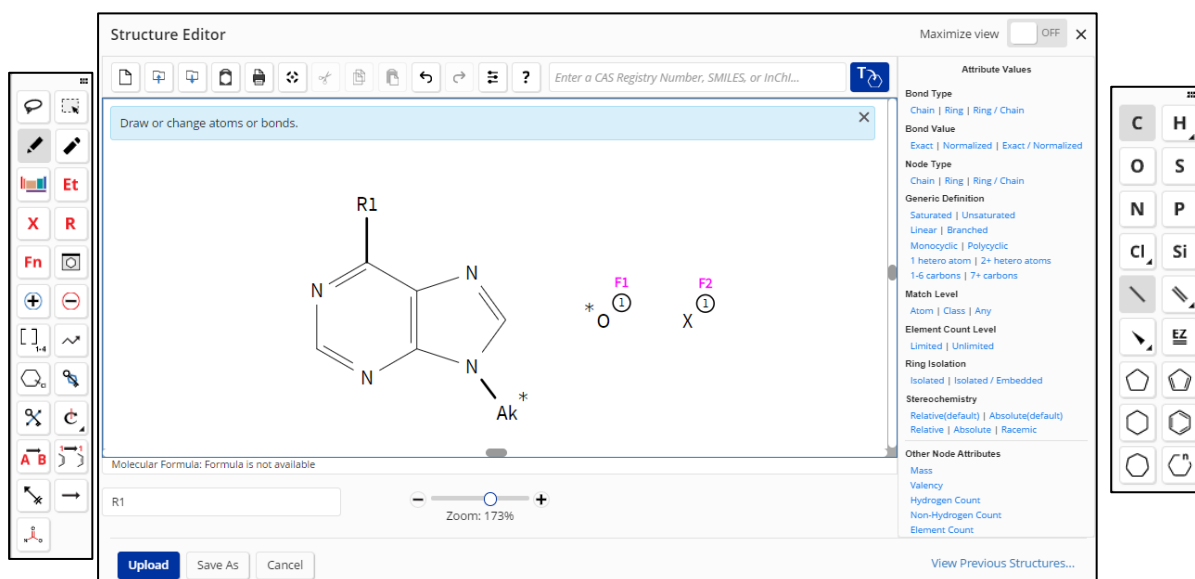 Structure Editor
Maximize view OFF
T
?
Enter a CAS Registry Number, SMILES, or InChI...
Draw or change atoms or bonds.
R1
N
N
N
N
Ak *
F1
1
* O
F2
1
X
Molecular Formula: Formula is not available
R1
Zoom: 173%
Upload Save As Cancel
View Previous Structures...
Attribute Values
Bond Type
Chain | Ring | Ring / Chain
Bond Value
Exact | Normalized | Exact / Normalized
Node Type
Chain | Ring | Ring / Chain
Generic Definition
Saturated | Unsaturated
Linear | Branched
Monocyclic | Polycyclic
1 hetero atom | 2+ hetero atoms
1-6 carbons | 7+ carbons
Match Level
Atom | Class | Any
Element Count Level
Limited | Unlimited
Ring Isolation
Isolated | Isolated / Embedded
Stereochemistry
Relative(default) | Absolute(default)
Relative | Absolute | Racemic
Other Node Attributes
Mass
Valency
Hydrogen Count
Non-Hydrogen Count
Element Count
Et
X R
Fn
1-4
A B 1 1
N O
C H
O S
N P
Cl Si
EZ
n